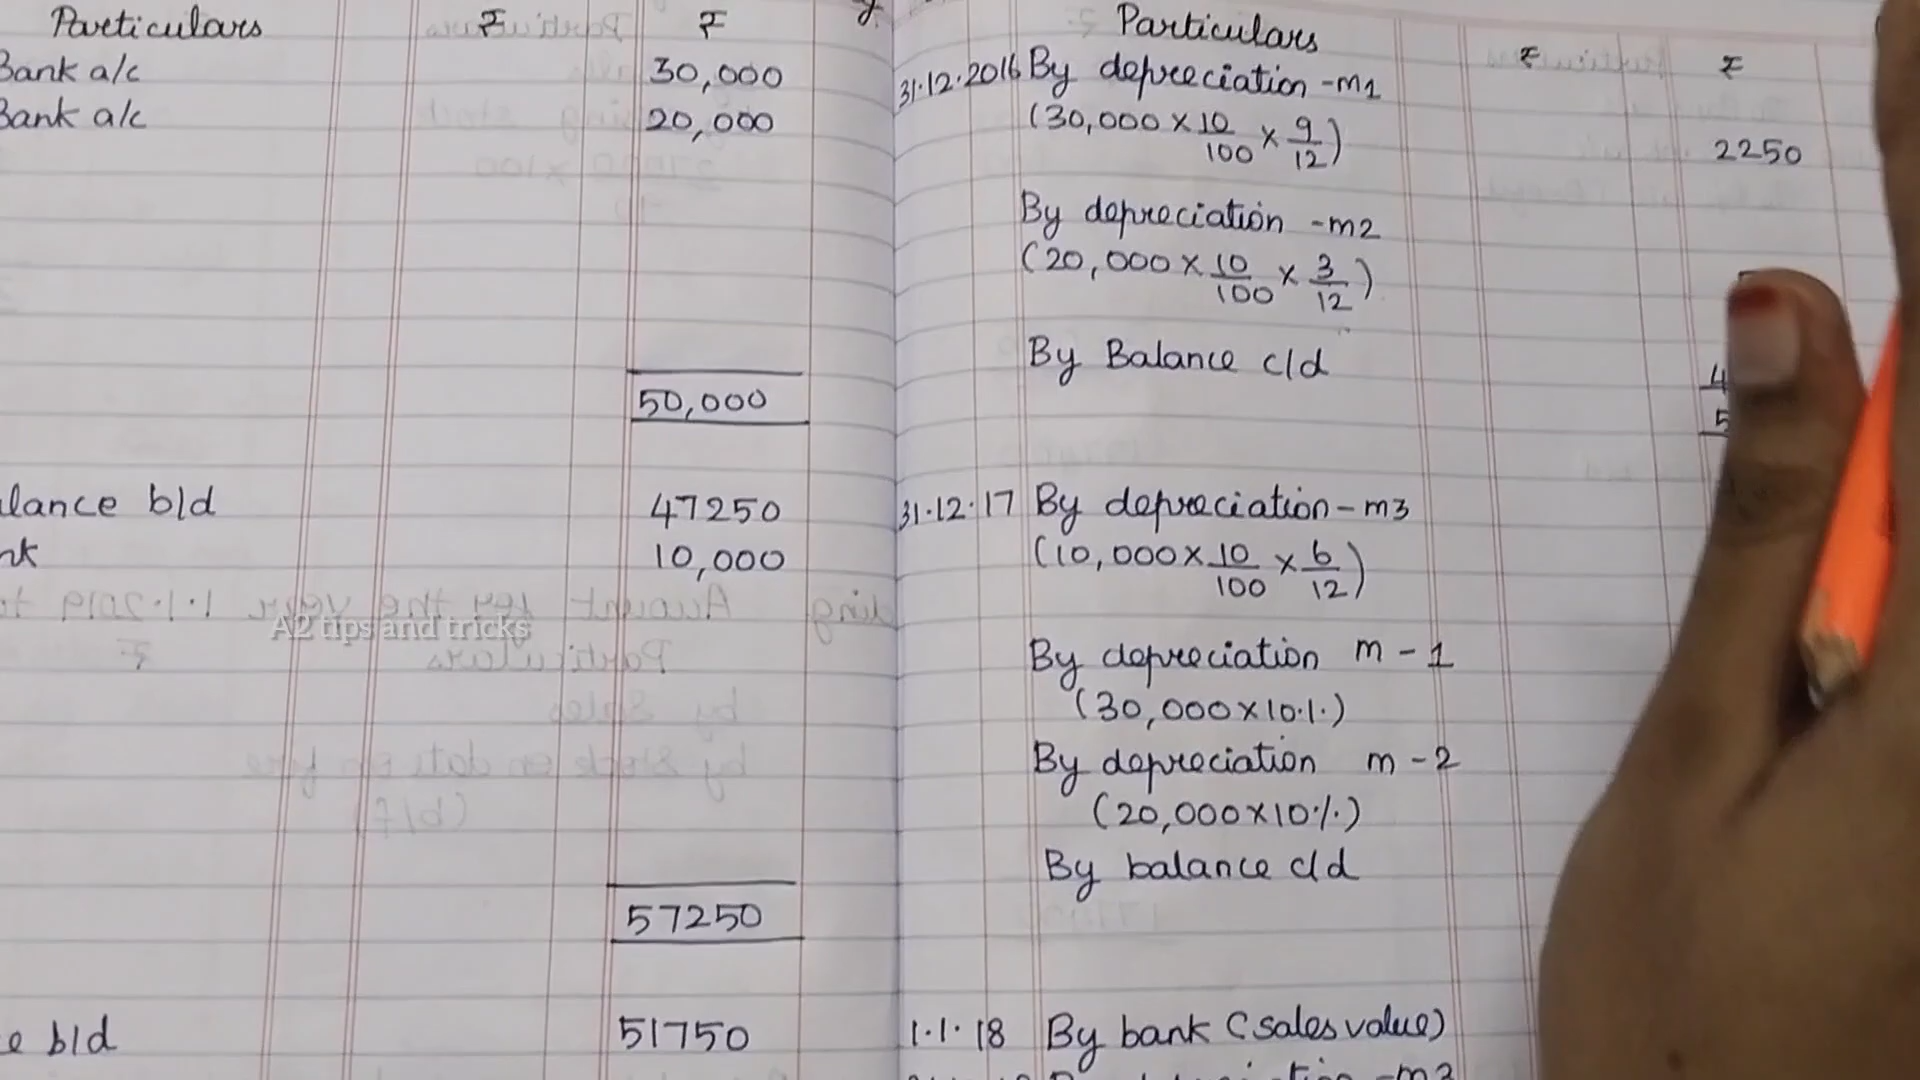 Particulars ₹ ₹
Bank a/c 30,000
Bank a/c 20,000
50,000
lance b/d 47250
nk 10,000
A2 tips and tricks
57250
e b/d 51750
Particulars ₹ ₹
31.12.2016 By depreciation -m1
(30,000 × 10/100 × 9/12) 2250
By depreciation -m2
(20,000 × 10/100 × 3/12)
By Balance c/d 4
5
31.12.17 By depreciation - m3
(10,000 × 10/100 × 6/12)
By depreciation m - 1
(30,000 × 10%)
By depreciation m - 2
(20,000 × 10%)
By balance c/d
1.1.18 By bank (sales value)